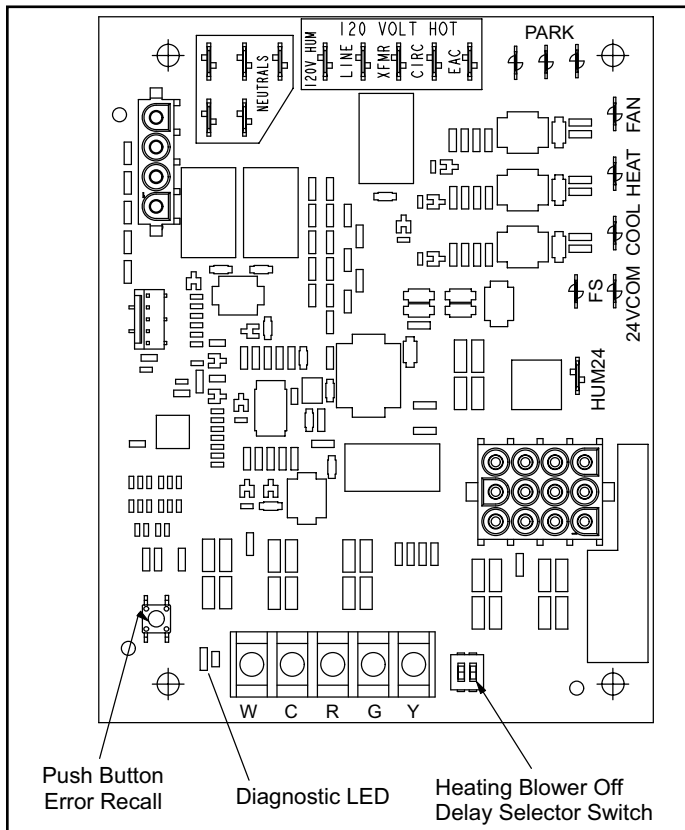 120 VOLT HOT
PARK
NEUTRALS
120V HUM
LINE
XFMR
CIRC
EAC
FAN
HEAT
COOL
FS
24VCOM
HUM24
W C R G Y
Push Button
Error Recall
Diagnostic LED
Heating Blower Off
Delay Selector Switch